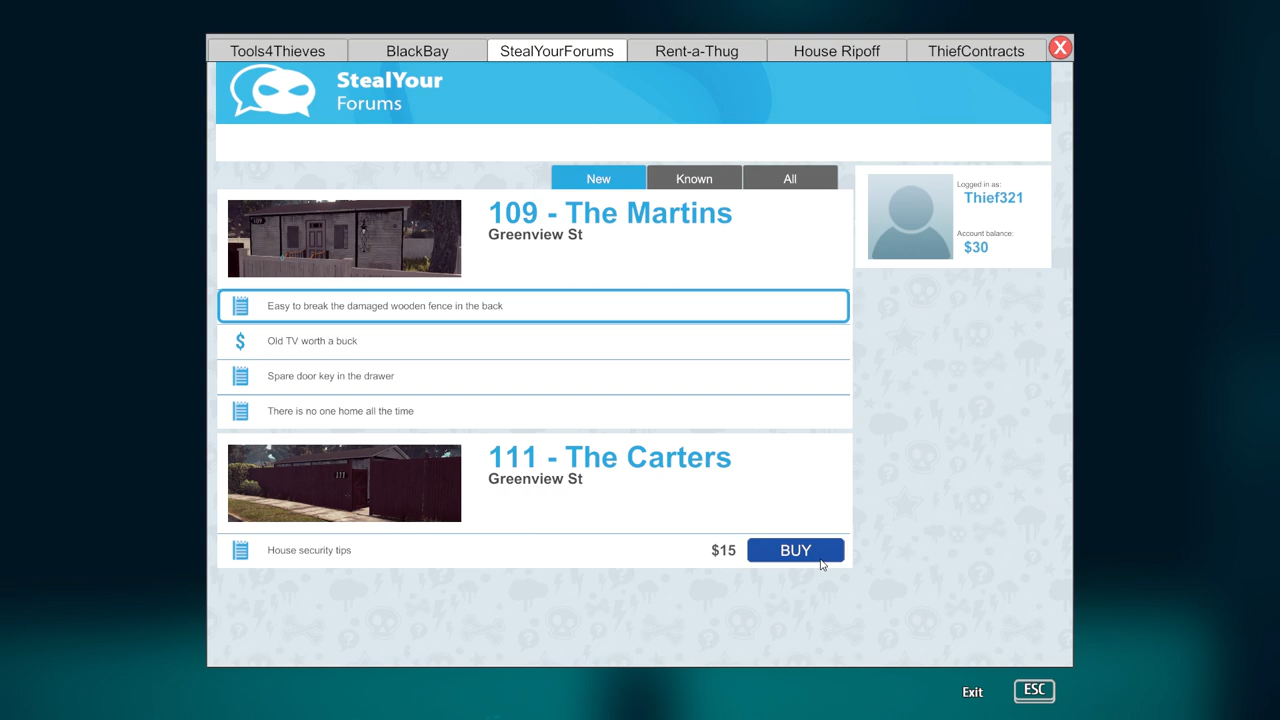 Tools4Thieves
BlackBay
StealYourForums
Rent-a-Thug
House Ripoff
ThiefContracts
X
StealYour
Forums
New
Known
All
Logged in as:
Thief321
Account balance:
$30
109 - The Martins
Greenview St
109
Easy to break the damaged wooden fence in the back
$ Old TV worth a buck
Spare door key in the drawer
There is no one home all the time
111 - The Carters
Greenview St
111
House security tips $15 BUY
Exit ESC